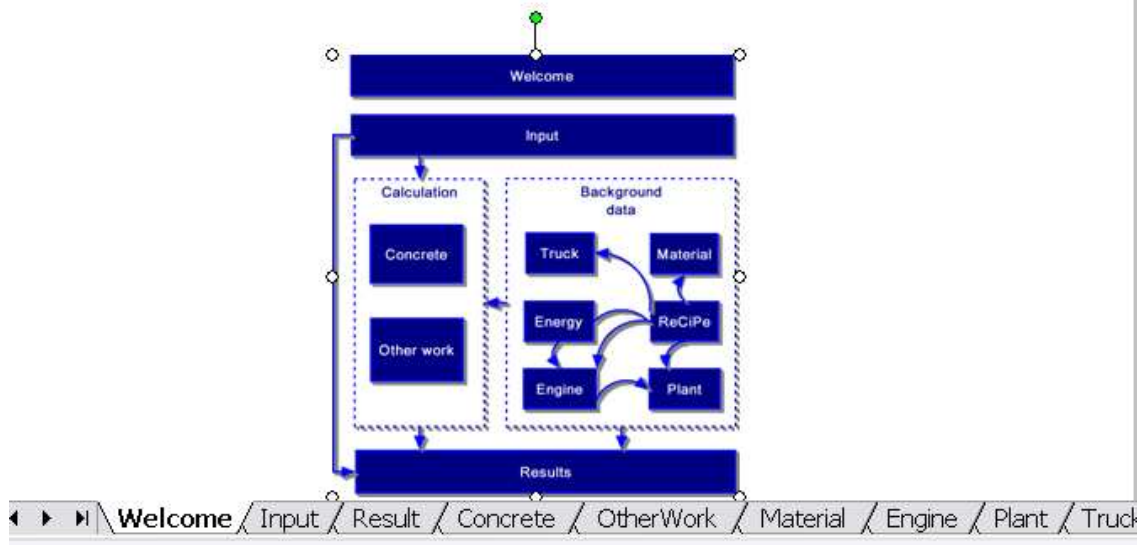 Welcome
Input
Calculation
Background
data
Concrete
Truck
Material
Energy
ReCiPe
Other work
Engine
Plant
Results
Welcome Input Result Concrete OtherWork Material Engine Plant Truck